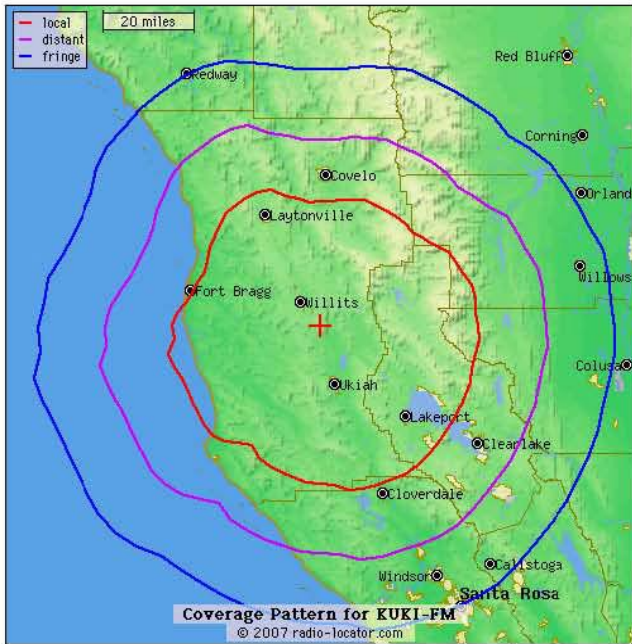 local
distant
fringe
20 miles
Red Bluff
Redway
Corning
Covelo
Orland
Laytonville
Willows
Fort Bragg
Willits
Colusa
Ukiah
Lakeport
Clearlake
Cloverdale
Calistoga
Windsor
Santa Rosa
Coverage Pattern for KUKI-FM
© 2007 radio-locator.com